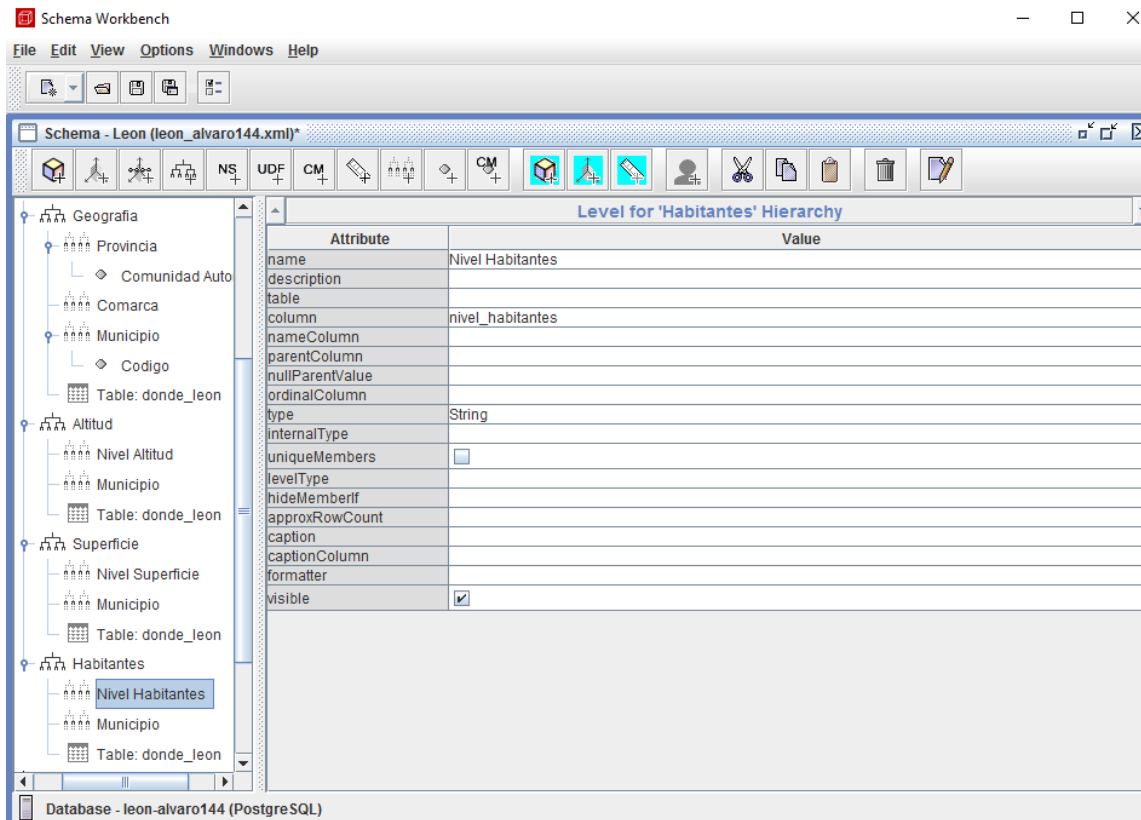 Schema Workbench
File Edit View Options Windows Help
Schema - Leon (leon_alvaro144.xml)*
NS UDF CM CM
Geografia
Provincia
Comunidad Auto
Comarca
Municipio
Codigo
Table: donde_leon
Altitud
Nivel Altitud
Municipio
Table: donde_leon
Superficie
Nivel Superficie
Municipio
Table: donde_leon
Habitantes
Nivel Habitantes
Municipio
Table: donde_leon
Level for 'Habitantes' Hierarchy
Attribute Value
name Nivel Habitantes
description
table
column nivel_habitantes
nameColumn
parentColumn
nullParentValue
ordinalColumn
type String
internalType
uniqueMembers
levelType
hideMemberIf
approxRowCount
caption
captionColumn
formatter
visible
Database - leon-alvaro144 (PostgreSQL)